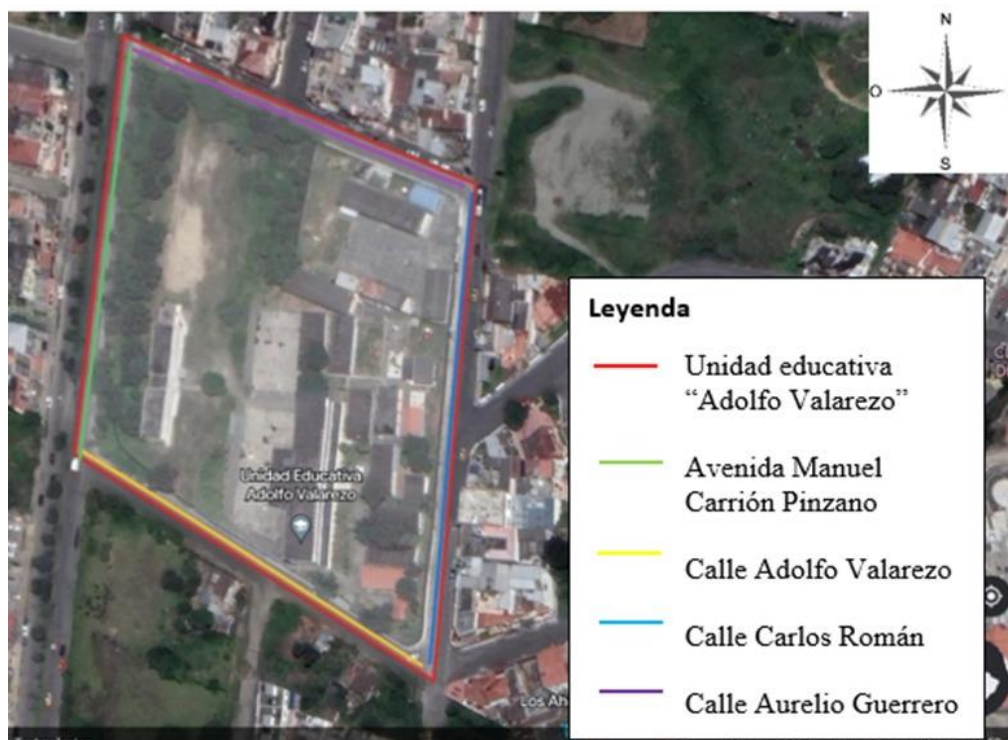 N
O
S
Leyenda
Unidad educativa
“Adolfo Valarezo”
Avenida Manuel
Carrión Pinzano
Calle Adolfo Valarezo
Calle Carlos Román
Calle Aurelio Guerrero
Unidad Educativa
Adolfo Valarezo
Los